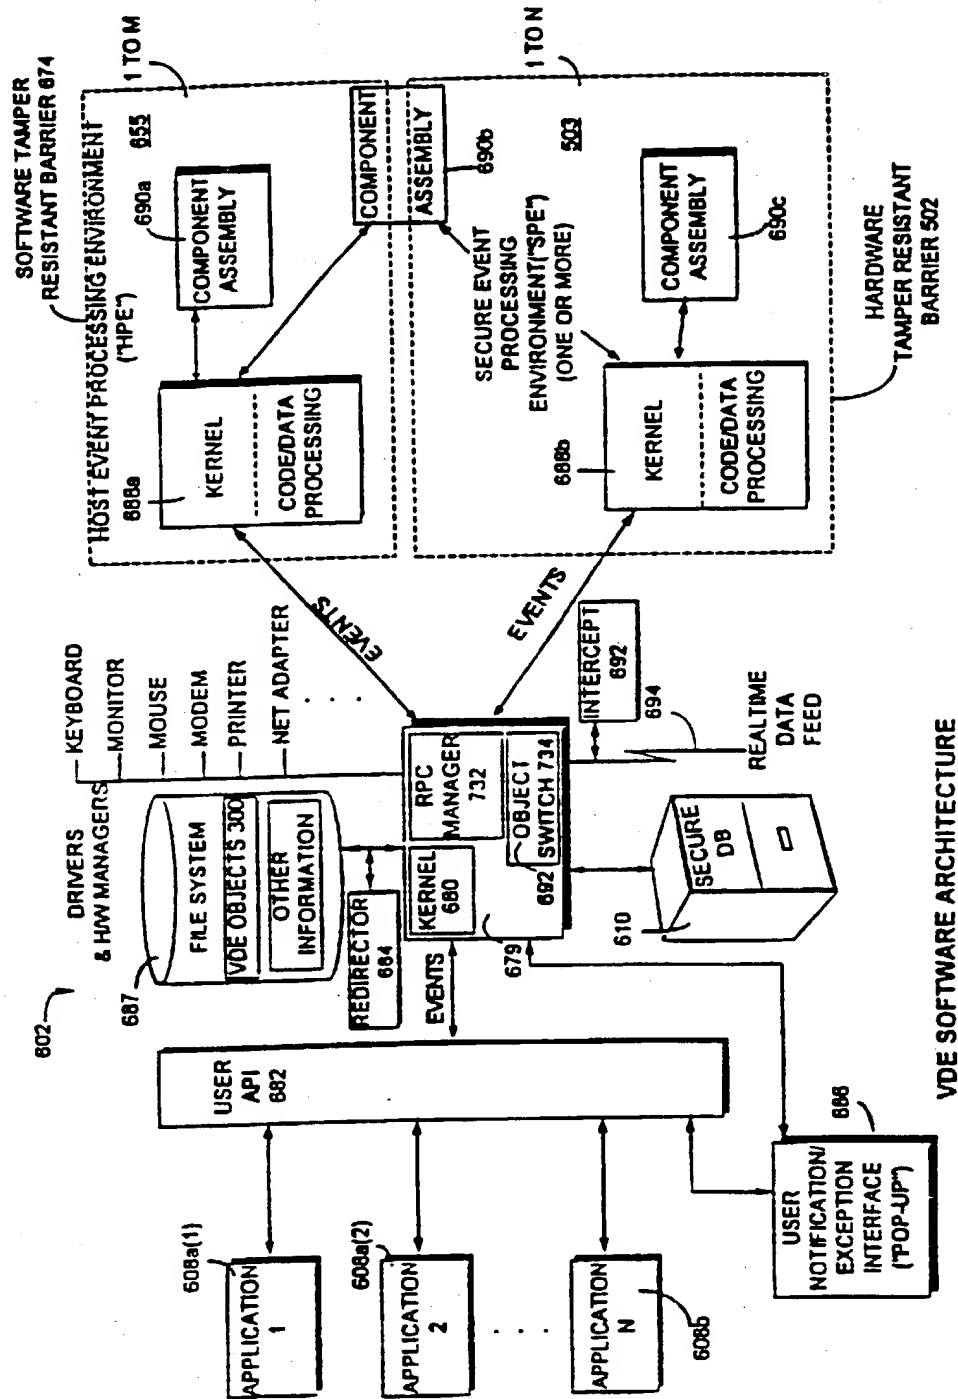 SOFTWARE TAMPER
RESISTANT BARRIER 674
HOST EVENT PROCESSING ENVIRONMENT
("HPE")
655
1 TO M
690a
COMPONENT
ASSEMBLY
688a
KERNEL
CODE/DATA
PROCESSING
COMPONENT
ASSEMBLY
690b
1 TO N
503
SECURE EVENT
PROCESSING
ENVIRONMENT("SPE")
(ONE OR MORE)
688b
KERNEL
CODE/DATA
PROCESSING
COMPONENT
ASSEMBLY
690c
HARDWARE
TAMPER RESISTANT
BARRIER 502
EVENTS
EVENTS
602
DRIVERS
& H/W MANAGERS
KEYBOARD
MONITOR
MOUSE
MODEM
PRINTER
NET ADAPTER
. . .
687
FILE SYSTEM
VDE OBJECTS 300
OTHER
INFORMATION
REDIRECTOR
684
EVENTS
KERNEL
680
RPC
MANAGER
732
OBJECT
SWITCH 734
692
679
INTERCEPT
692
694
REALTIME
DATA
FEED
610
SECURE
DB
USER
API
682
608a(1)
APPLICATION
1
608a(2)
APPLICATION
2
. . .
APPLICATION
N
608b
686
USER
NOTIFICATION/
EXCEPTION
INTERFACE
("POP-UP")
VDE SOFTWARE ARCHITECTURE